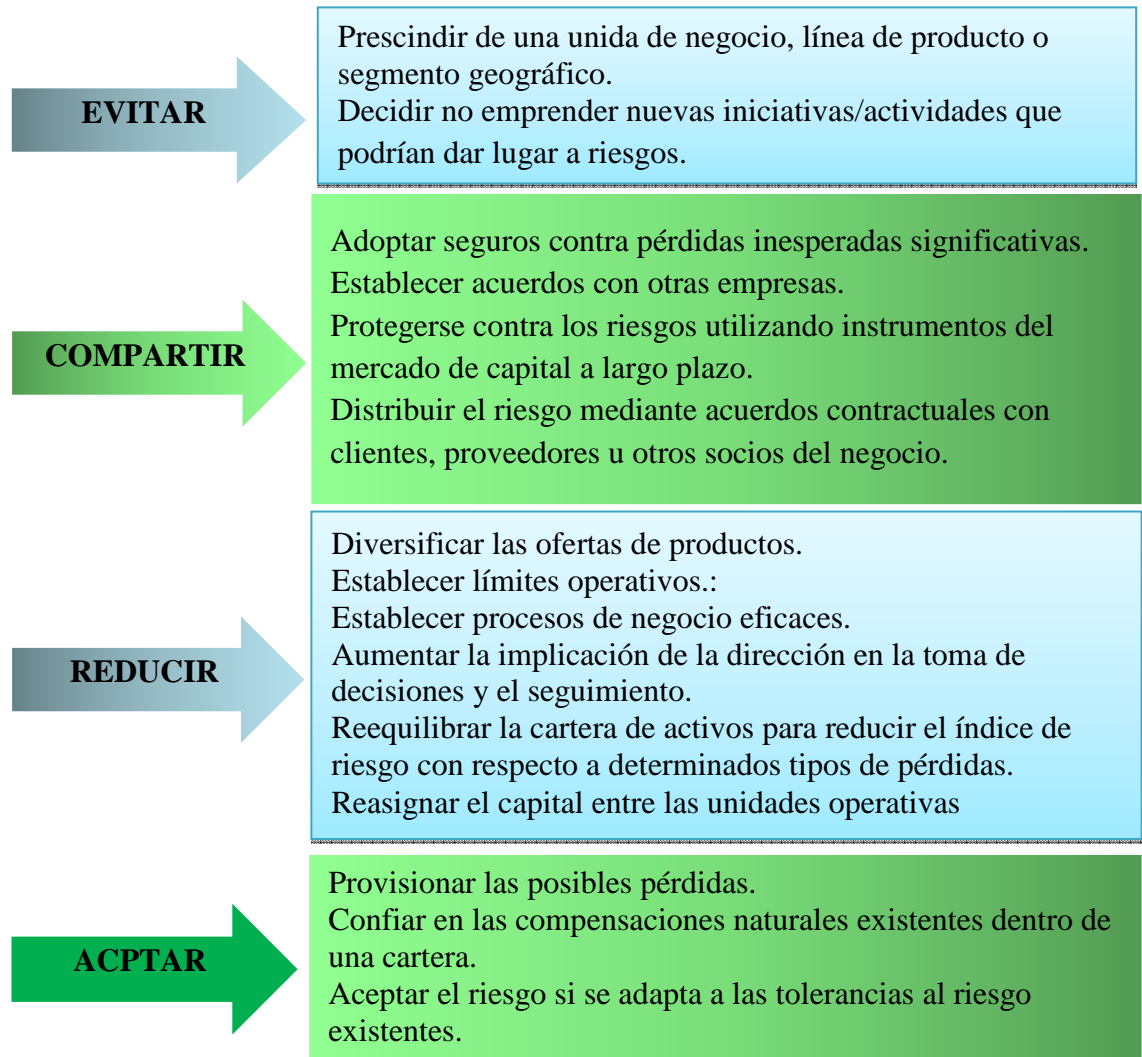 EVITAR
Prescindir de una unida de negocio, línea de producto o
segmento geográfico.
Decidir no emprender nuevas iniciativas/actividades que
podrían dar lugar a riesgos.
COMPARTIR
Adoptar seguros contra pérdidas inesperadas significativas.
Establecer acuerdos con otras empresas.
Protegerse contra los riesgos utilizando instrumentos del
mercado de capital a largo plazo.
Distribuir el riesgo mediante acuerdos contractuales con
clientes, proveedores u otros socios del negocio.
REDUCIR
Diversificar las ofertas de productos.
Establecer límites operativos.:
Establecer procesos de negocio eficaces.
Aumentar la implicación de la dirección en la toma de
decisiones y el seguimiento.
Reequilibrar la cartera de activos para reducir el índice de
riesgo con respecto a determinados tipos de pérdidas.
Reasignar el capital entre las unidades operativas
ACPTAR
Provisionar las posibles pérdidas.
Confiar en las compensaciones naturales existentes dentro de
una cartera.
Aceptar el riesgo si se adapta a las tolerancias al riesgo
existentes.